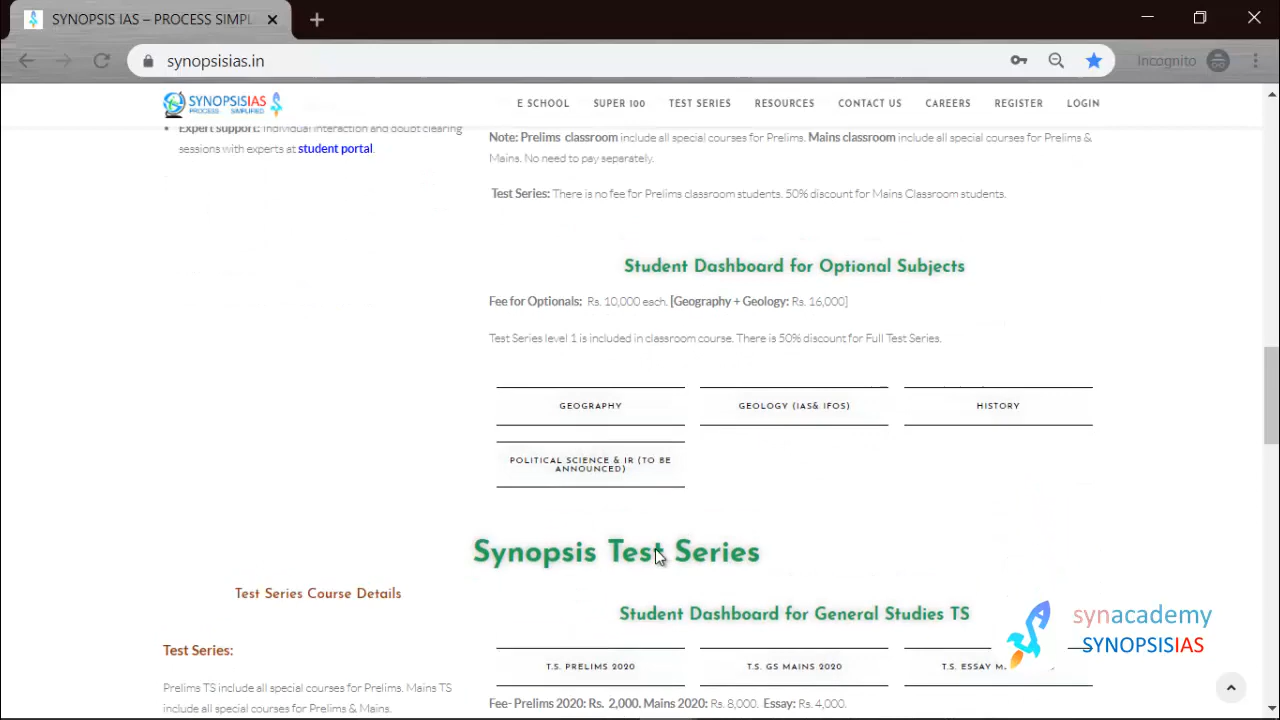 SYNOPSIS IAS – PROCESS SIMPL
synopsisias.in
Incognito
SYNOPSISIAS
PROCESS SIMPLIFIED
E SCHOOL
SUPER 100
TEST SERIES
RESOURCES
CONTACT US
CAREERS
REGISTER
LOGIN
Expert support: Individual interaction and doubt clearing
sessions with experts at student portal.
Note: Prelims classroom include all special courses for Prelims. Mains classroom include all special courses for Prelims &
Mains. No need to pay separately.
Test Series: There is no fee for Prelims classroom students. 50% discount for Mains Classroom students.
Student Dashboard for Optional Subjects
Fee for Optionals: Rs. 10,000 each. [Geography + Geology: Rs. 16,000]
Test Series level 1 is included in classroom course. There is 50% discount for Full Test Series.
GEOGRAPHY
GEOLOGY (IAS& IFOS)
HISTORY
POLITICAL SCIENCE & IR (TO BE
ANNOUNCED)
Synopsis Test Series
Test Series Course Details
Student Dashboard for General Studies TS
Test Series:
T.S. PRELIMS 2020
T.S. GS MAINS 2020
T.S. ESSAY M
Prelims TS include all special courses for Prelims. Mains TS
include all special courses for Prelims & Mains.
Fee- Prelims 2020: Rs. 2,000. Mains 2020: Rs. 8,000. Essay: Rs. 4,000.
synacademy
SYNOPSISIAS